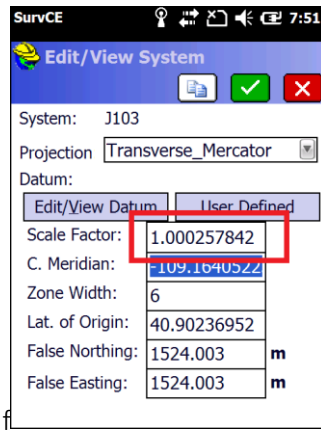 SurvCE 7:51
Edit/View System
System: J103
Projection Transverse_Mercator
Datum:
Edit/View Datum User Defined
Scale Factor: 1.000257842
C. Meridian: -109.1640522
Zone Width: 6
Lat. of Origin: 40.90236952
False Northing: 1524.003 m
False Easting: 1524.003 m
f